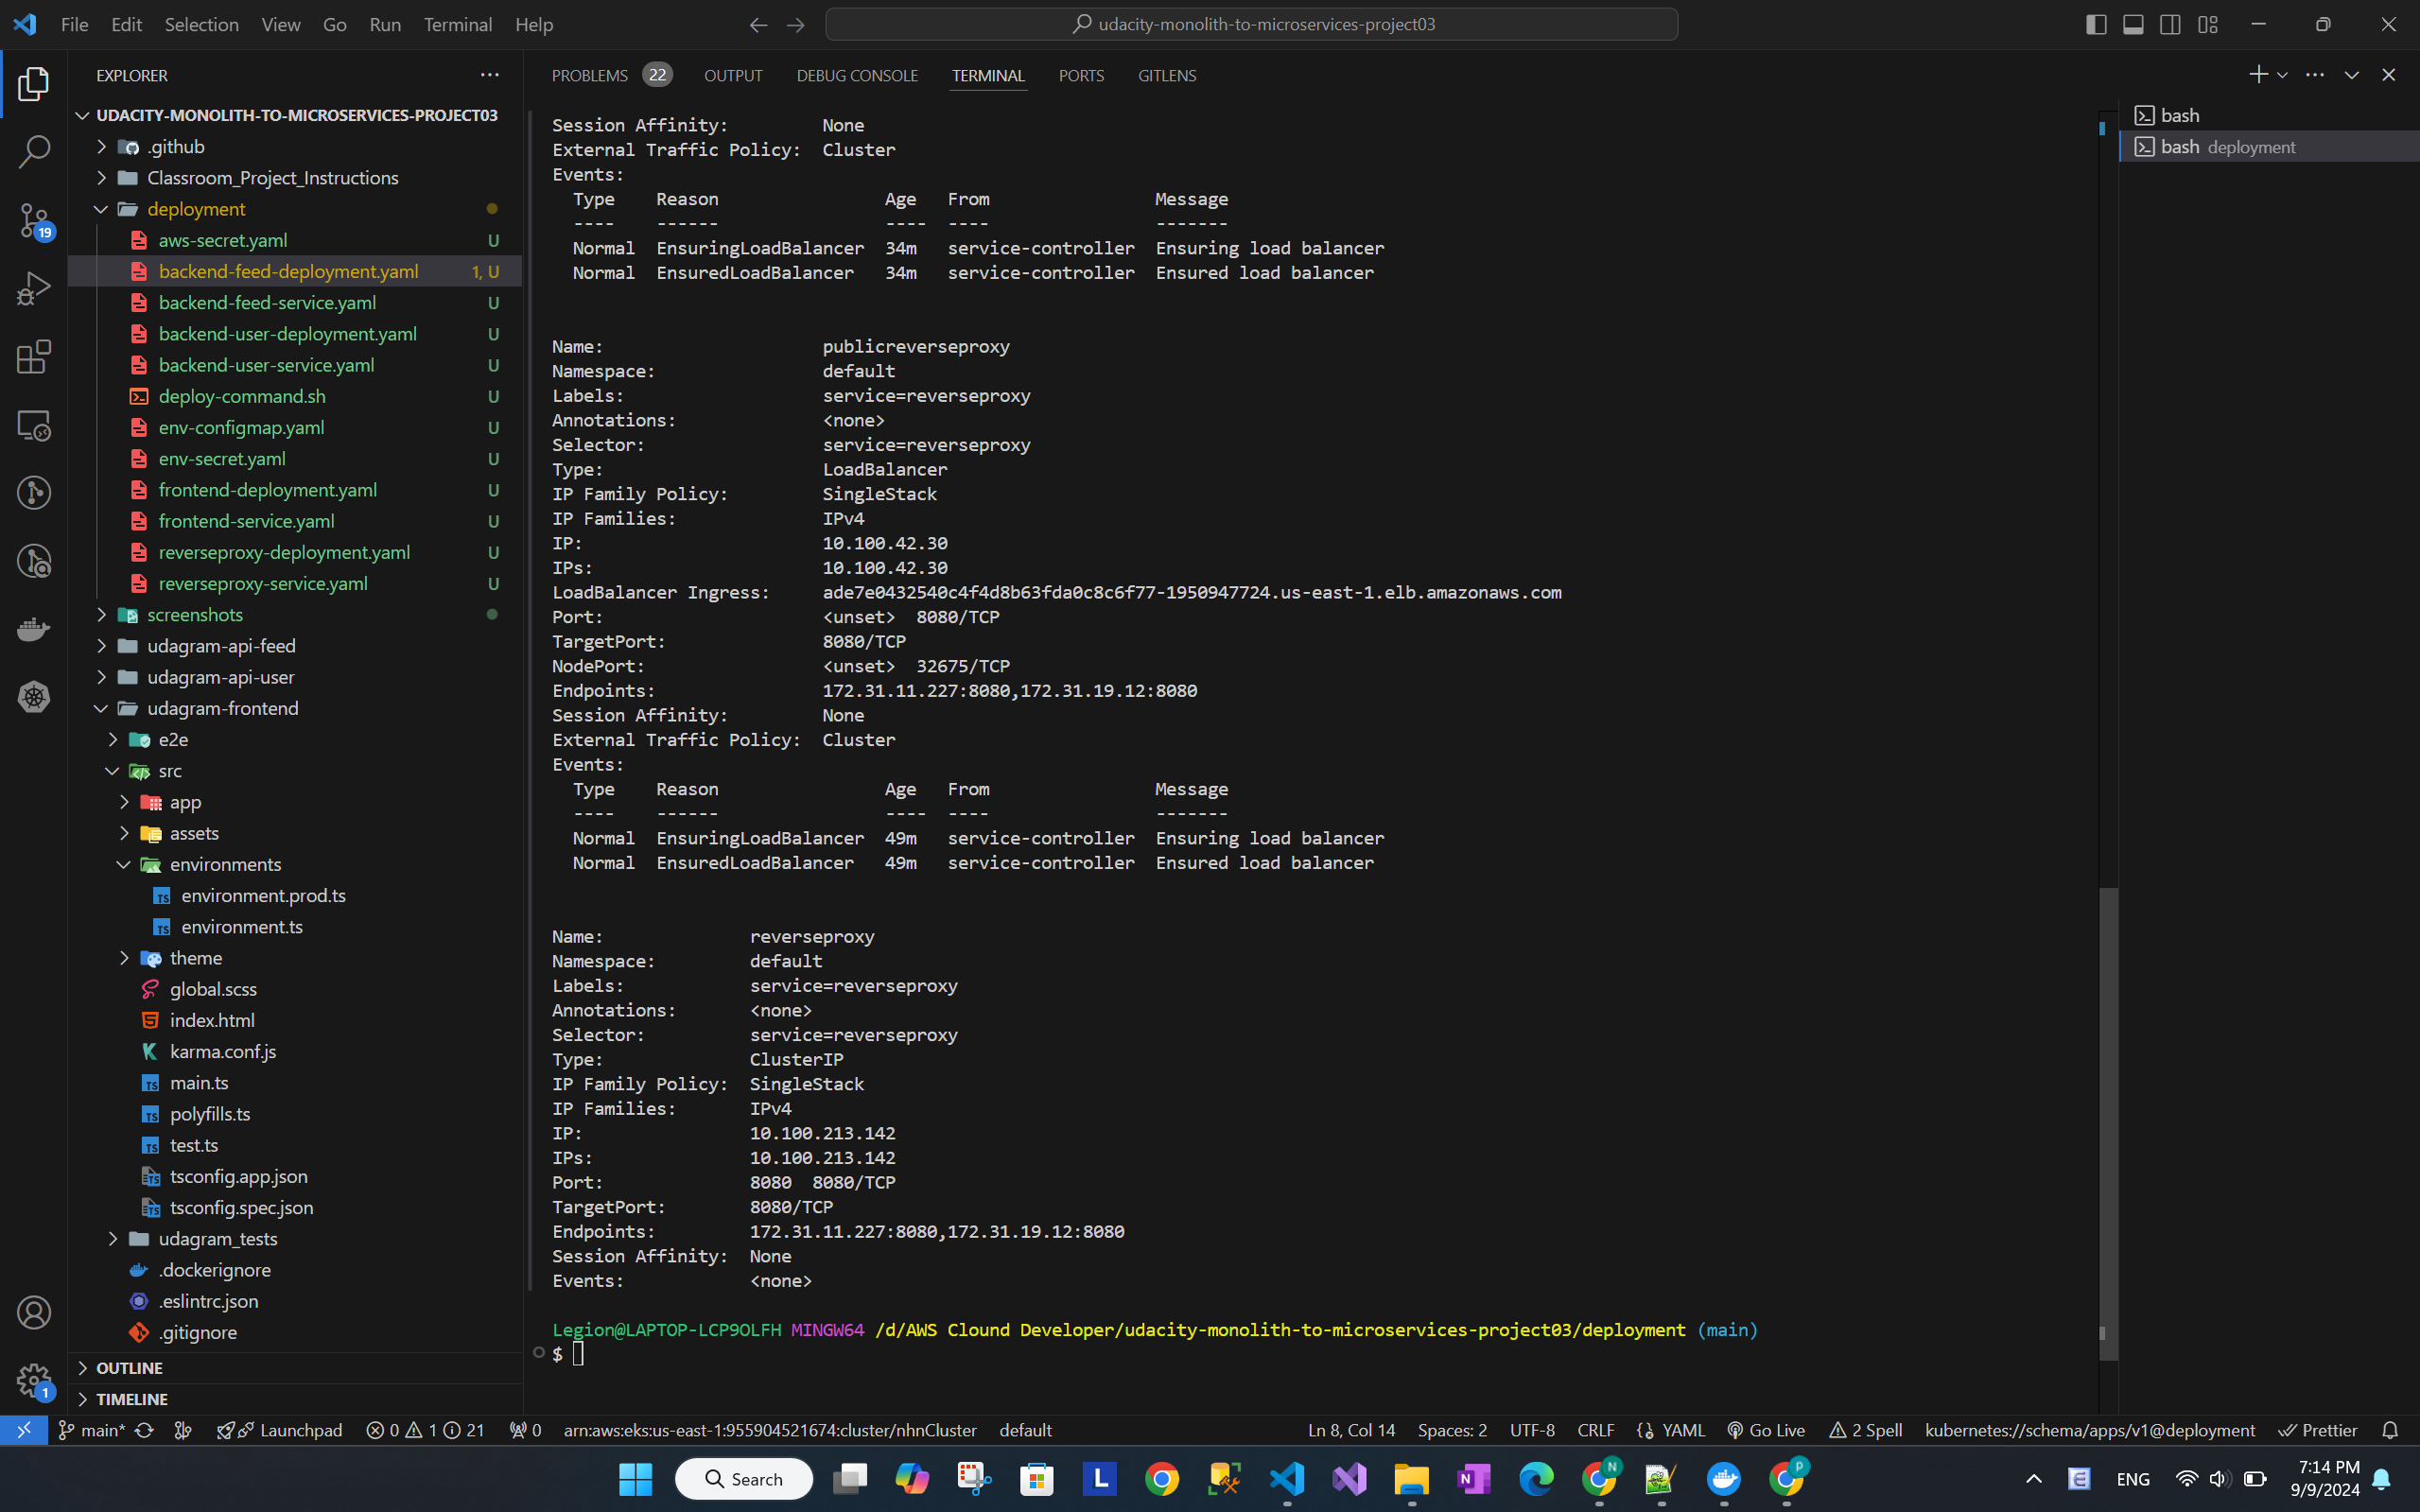 File Edit Selection View Go Run Terminal Help
udacity-monolith-to-microservices-project03
EXPLORER
UDACITY-MONOLITH-TO-MICROSERVICES-PROJECT03
.github
Classroom_Project_Instructions
deployment
aws-secret.yaml U
backend-feed-deployment.yaml 1, U
backend-feed-service.yaml U
backend-user-deployment.yaml U
backend-user-service.yaml U
deploy-command.sh U
env-configmap.yaml U
env-secret.yaml U
frontend-deployment.yaml U
frontend-service.yaml U
reverseproxy-deployment.yaml U
reverseproxy-service.yaml U
screenshots
udagram-api-feed
udagram-api-user
udagram-frontend
e2e
src
app
assets
environments
environment.prod.ts
environment.ts
theme
global.scss
index.html
karma.conf.js
main.ts
polyfills.ts
test.ts
tsconfig.app.json
tsconfig.spec.json
udagram_tests
.dockerignore
.eslintrc.json
.gitignore
OUTLINE
TIMELINE
19
1
PROBLEMS 22 OUTPUT DEBUG CONSOLE TERMINAL PORTS GITLENS
Session Affinity: None
External Traffic Policy: Cluster
Events:
Type Reason Age From Message
---- ------ ---- ---- -------
Normal EnsuringLoadBalancer 34m service-controller Ensuring load balancer
Normal EnsuredLoadBalancer 34m service-controller Ensured load balancer
Name: publicreverseproxy
Namespace: default
Labels: service=reverseproxy
Annotations: <none>
Selector: service=reverseproxy
Type: LoadBalancer
IP Family Policy: SingleStack
IP Families: IPv4
IP: 10.100.42.30
IPs: 10.100.42.30
LoadBalancer Ingress: ade7e0432540c4f4d8b63fda0c8c6f77-1950947724.us-east-1.elb.amazonaws.com
Port: <unset> 8080/TCP
TargetPort: 8080/TCP
NodePort: <unset> 32675/TCP
Endpoints: 172.31.11.227:8080,172.31.19.12:8080
Session Affinity: None
External Traffic Policy: Cluster
Events:
Type Reason Age From Message
---- ------ ---- ---- -------
Normal EnsuringLoadBalancer 49m service-controller Ensuring load balancer
Normal EnsuredLoadBalancer 49m service-controller Ensured load balancer
Name: reverseproxy
Namespace: default
Labels: service=reverseproxy
Annotations: <none>
Selector: service=reverseproxy
Type: ClusterIP
IP Family Policy: SingleStack
IP Families: IPv4
IP: 10.100.213.142
IPs: 10.100.213.142
Port: 8080 8080/TCP
TargetPort: 8080/TCP
Endpoints: 172.31.11.227:8080,172.31.19.12:8080
Session Affinity: None
Events: <none>
Legion@LAPTOP-LCP9OLFH MINGW64 /d/AWS Clound Developer/udacity-monolith-to-microservices-project03/deployment (main)
$
bash
bash deployment
main* Launchpad 0 1 21 0 arn:aws:eks:us-east-1:955904521674:cluster/nhnCluster default Ln 8, Col 14 Spaces: 2 UTF-8 CRLF YAML Go Live 2 Spell kubernetes://schema/apps/v1@deployment Prettier
Search L N N P ENG 7:14 PM
9/9/2024